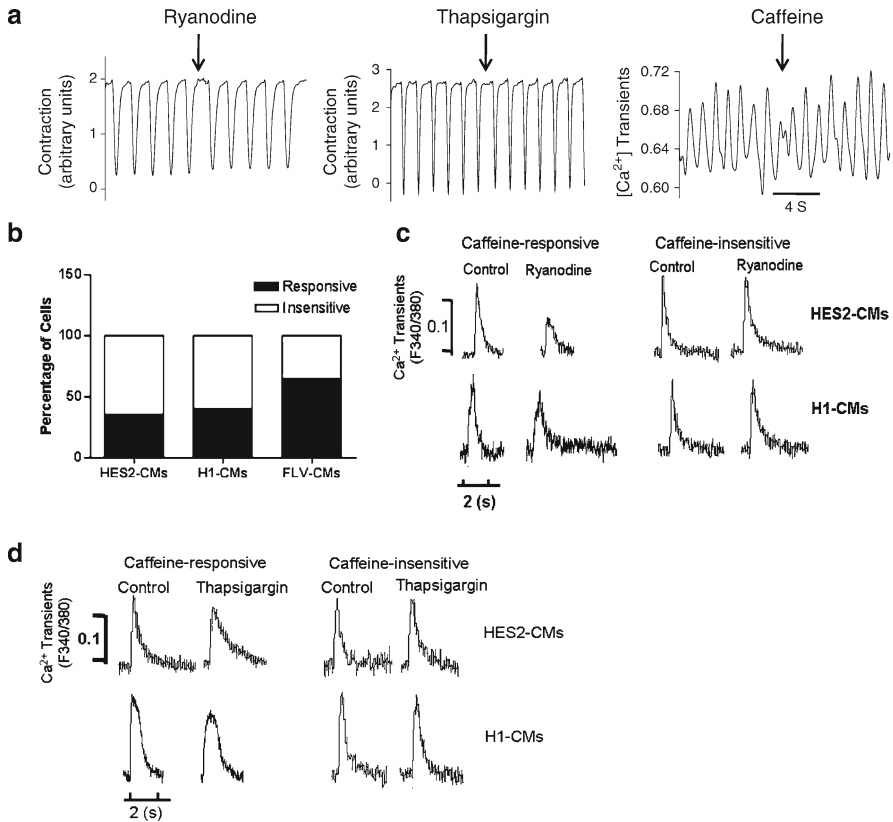 a
Ryanodine
Thapsigargin
Caffeine
Contraction
(arbitrary units)
2
1
0
Contraction
(arbitrary units)
3
2
1
0
[Ca2+] Transients
0.72
0.68
0.64
0.60
4 S
b
Percentage of Cells
150
100
50
0
Responsive
Insensitive
HES2-CMs
H1-CMs
FLV-CMs
c
Caffeine-responsive
Caffeine-insensitive
Control
Ryanodine
Control
Ryanodine
Ca2+ Transients
(F340/380)
0.1
HES2-CMs
H1-CMs
2 (s)
d
Caffeine-responsive
Caffeine-insensitive
Control
Thapsigargin
Control
Thapsigargin
Ca2+ Transients
(F340/380)
0.1
HES2-CMs
H1-CMs
2 (s)